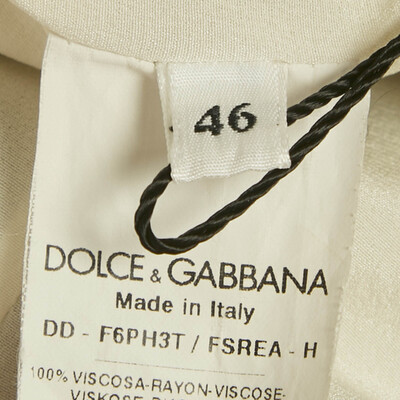 46
DOLCE & GABBANA
Made in Italy
DD - F6PH3T / FSREA - H
100% VISCOSA-RAYON-VISCOSE-